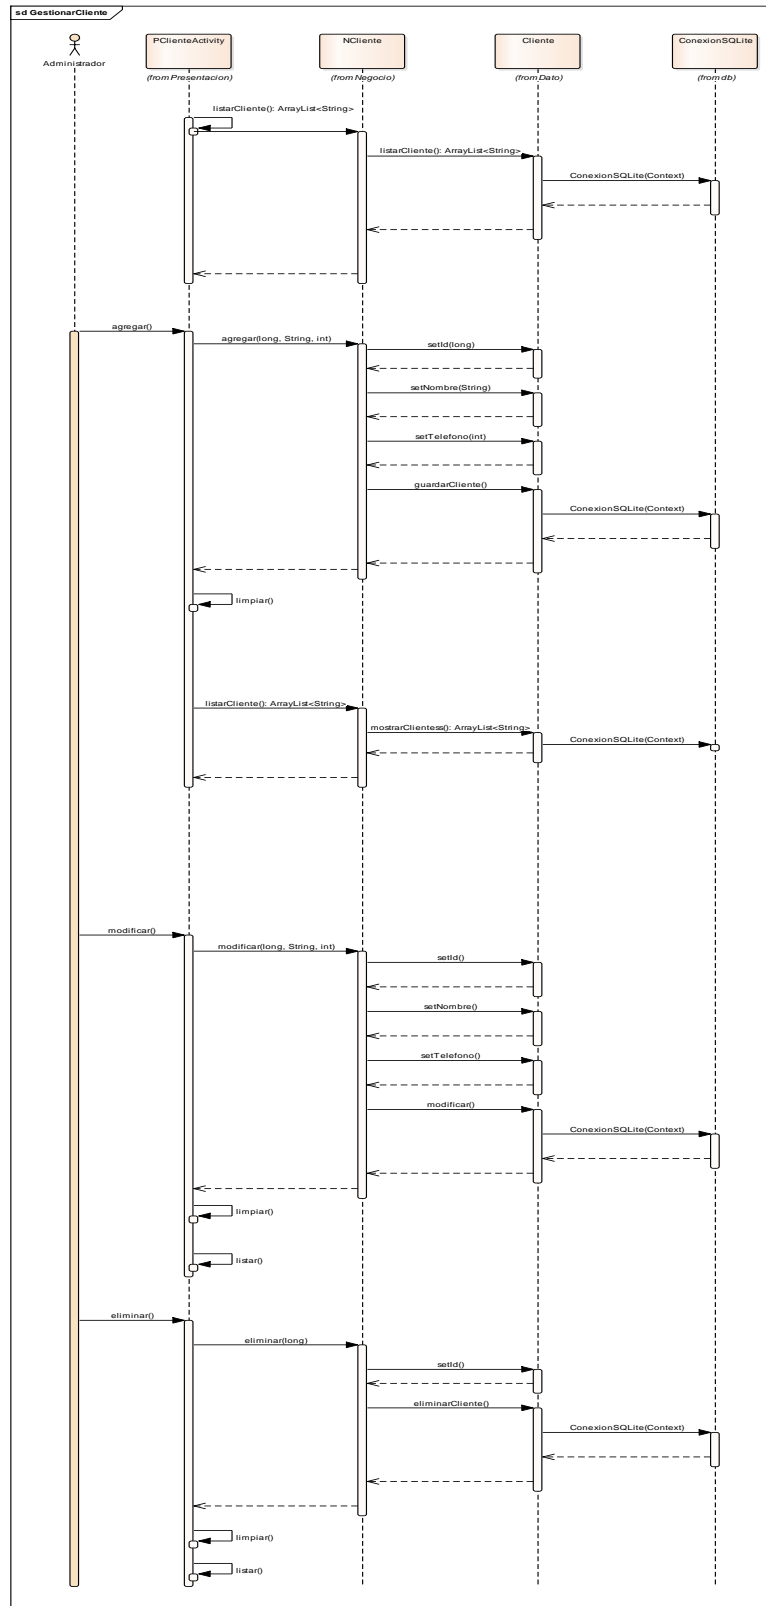 sd GestionarCliente
Administrador
PClienteActivity
(from Presentacion)
NCliente
(from Negocio)
Cliente
(from Dato)
ConexionSQLite
(from db)
listarCliente(): ArrayList<String>
listarCliente(): ArrayList<String>
ConexionSQLite(Context)
agregar()
agregar(long, String, int)
setId(long)
setNombre(String)
setTelefono(int)
guardarCliente()
ConexionSQLite(Context)
limpiar()
listarCliente(): ArrayList<String>
mostrarClientess(): ArrayList<String>
ConexionSQLite(Context)
modificar()
modificar(long, String, int)
setId()
setNombre()
setTelefono()
modificar()
ConexionSQLite(Context)
limpiar()
listar()
eliminar()
eliminar(long)
setId()
eliminarCliente()
ConexionSQLite(Context)
limpiar()
listar()